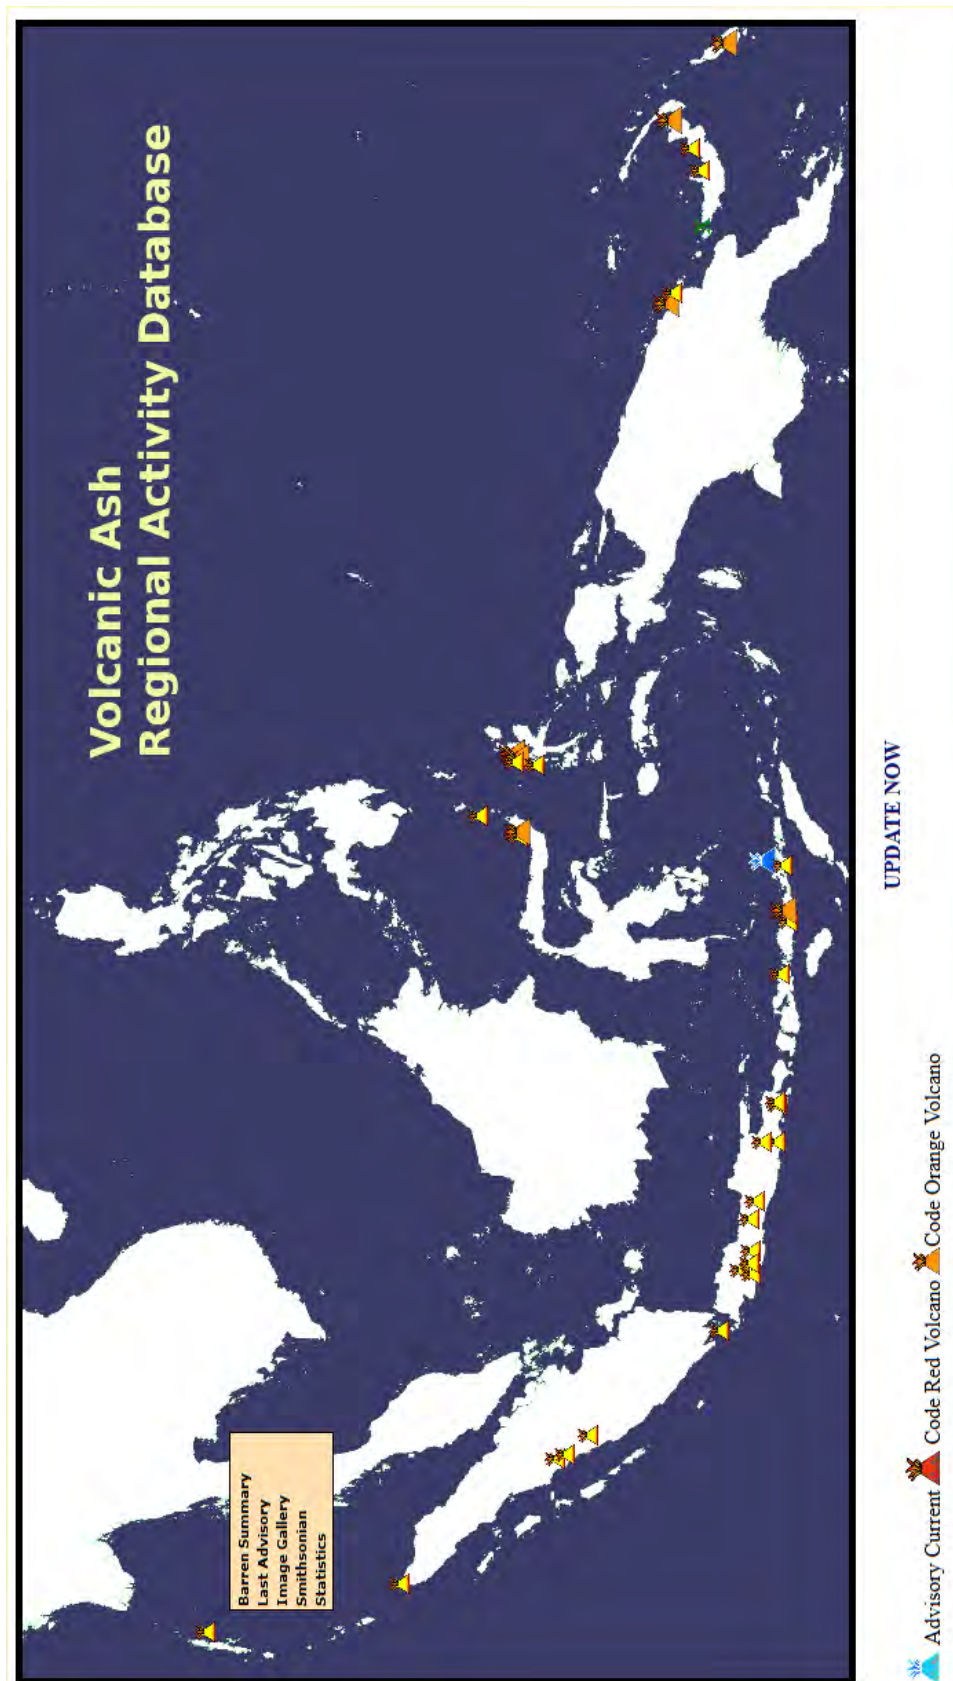 Volcanic Ash
Regional Activity Database
Barren Summary
Last Advisory
Image Gallery
Smithsonian
Statistics
UPDATE NOW
Advisory Current Code Red Volcano Code Orange Volcano